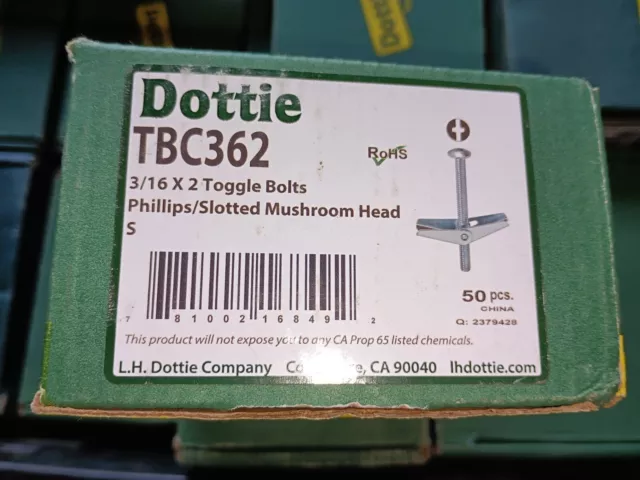 Dottie
Dottie
TBC362
RoHS
3/16 X 2 Toggle Bolts
Phillips/Slotted Mushroom Head
S
50 pcs.
CHINA
Q: 2379428
7 81002 16849 2
This product will not expose you to any CA Prop 65 listed chemicals.
L.H. Dottie Company CA 90040 lhdottie.com